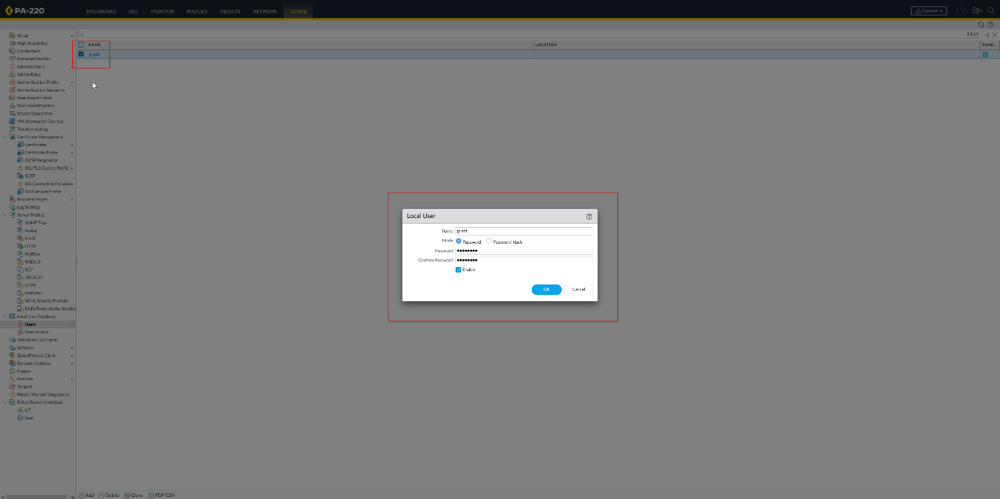 PA-220
DASHBOARD ACC MONITOR POLICIES OBJECTS NETWORK DEVICE
Commit
Setup
High Availability
Config Audit
Password Profiles
Administrators
Admin Roles
Authentication Profile
Authentication Sequence
User Identification
Data Redistribution
Device Quarantine
VM Information Sources
Troubleshooting
Certificate Management
Certificates
Certificate Profile
OCSP Responder
SSL/TLS Service Profile
SCEP
SSL Decryption Exclusion
SSH Service Profile
Response Pages
Log Settings
Server Profiles
SNMP Trap
Syslog
Email
HTTP
Netflow
RADIUS
SCP
TACACS+
LDAP
Kerberos
SAML Identity Provider
Multi Factor Authentication
Local User Database
Users
User Groups
Scheduled Log Export
Software
GlobalProtect Client
Dynamic Updates
Plugins
Licenses
Support
Master Key and Diagnostics
Policy Recommendation
IoT
SaaS
1 item
NAME LOCATION ENAB...
guest
Local User
Name guest
Mode Password Password Hash
Password ••••••••
Confirm Password ••••••••
Enable
OK Cancel
Add Delete Clone PDF/CSV